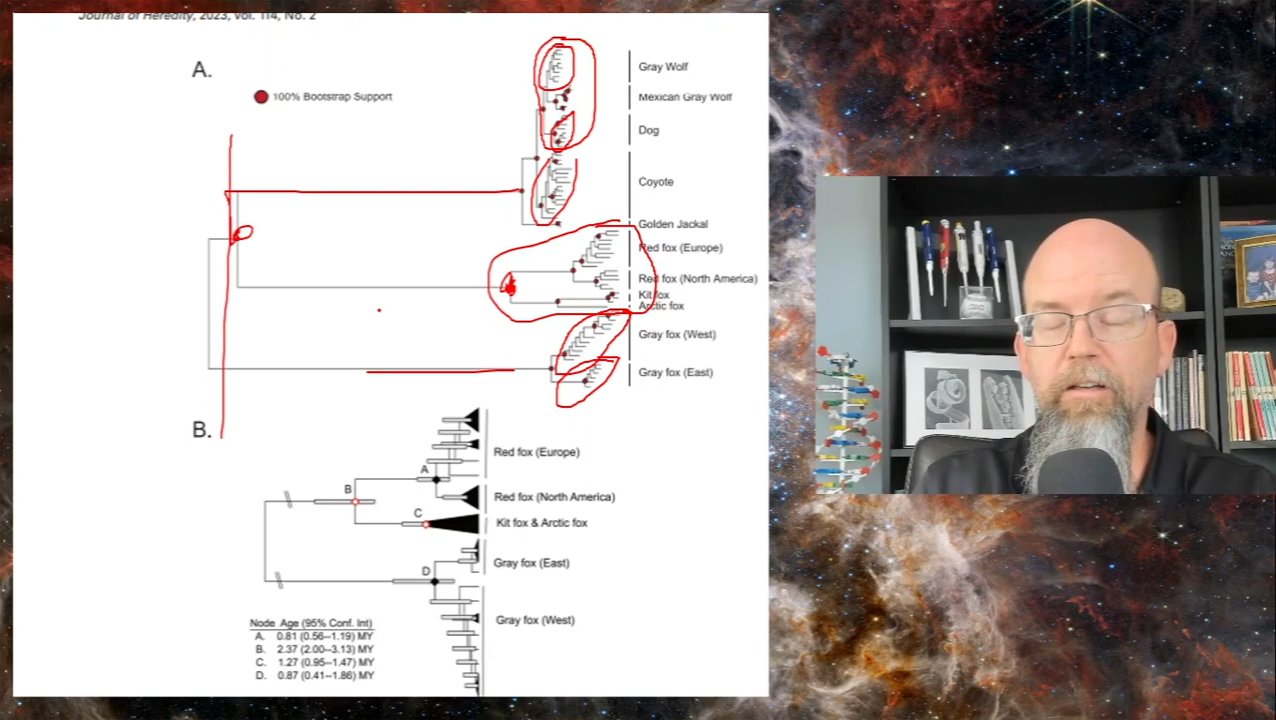 Journal of Heredity, 2023, Vol. 114, No. 2
A.
100% Bootstrap Support
Gray Wolf
Mexican Gray Wolf
Dog
Coyote
Golden Jackal
Red fox (Europe)
Red fox (North America)
Kit fox
Arctic fox
Gray fox (West)
Gray fox (East)
B.
A
B
C
D
Red fox (Europe)
Red fox (North America)
Kit fox & Arctic fox
Gray fox (East)
Gray fox (West)
Node Age (95% Conf. Int)
A. 0.81 (0.56--1.19) MY
B. 2.37 (2.00--3.13) MY
C. 1.27 (0.95--1.47) MY
D. 0.87 (0.41--1.86) MY